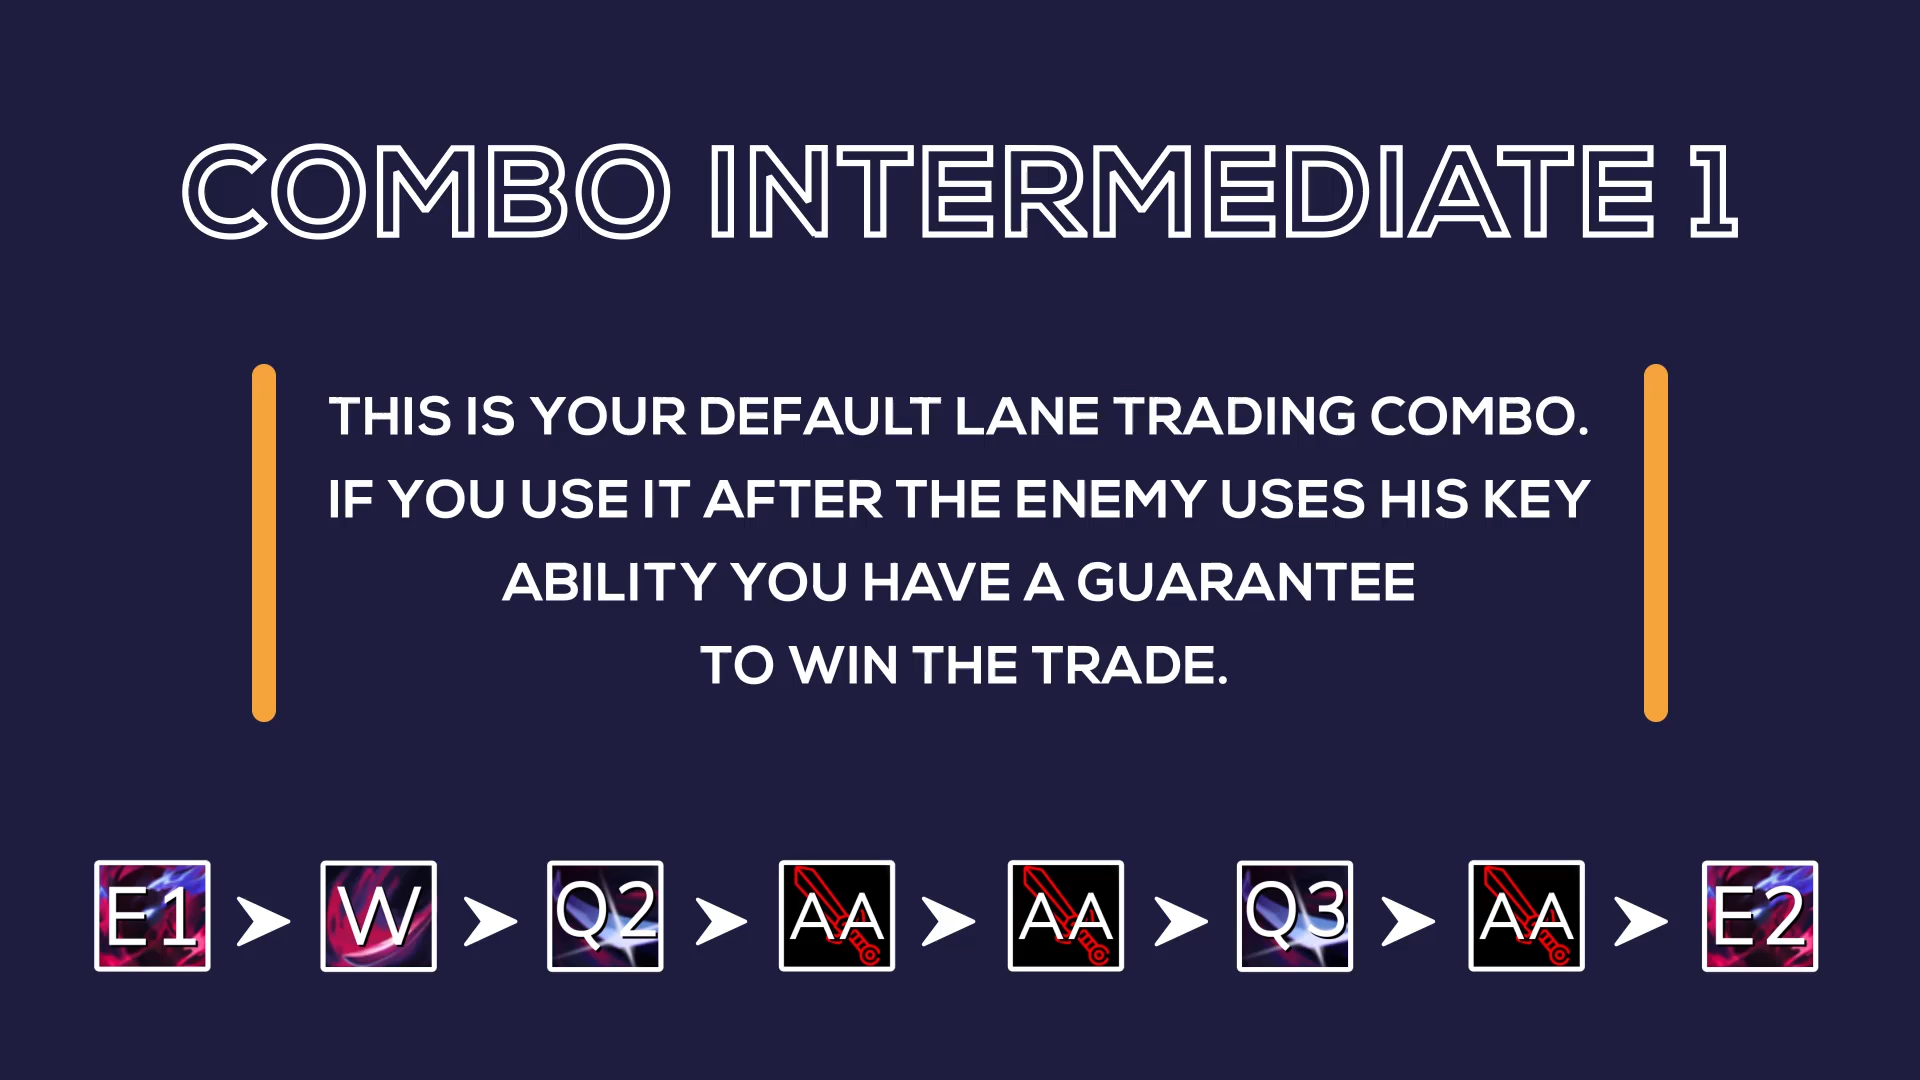 COMBO INTERMEDIATE 1
THIS IS YOUR DEFAULT LANE TRADING COMBO.
IF YOU USE IT AFTER THE ENEMY USES HIS KEY
ABILITY YOU HAVE A GUARANTEE
TO WIN THE TRADE.
E1 W Q2 AA AA Q3 AA E2